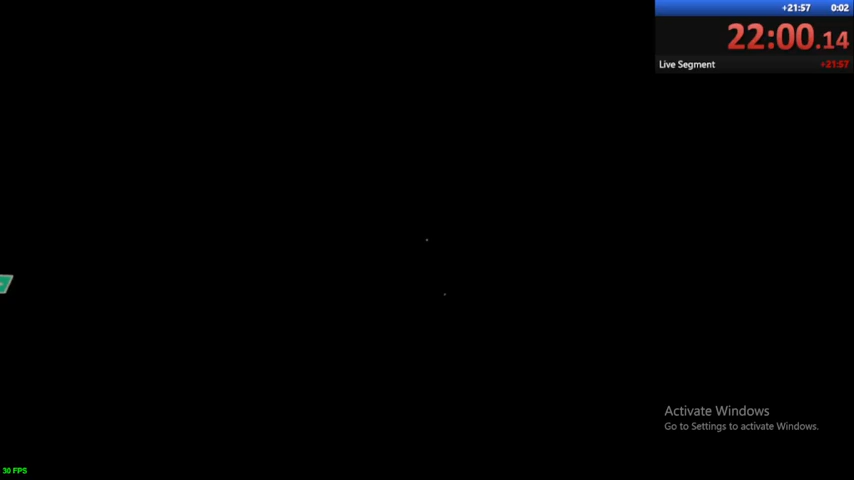 +21:57 0:02
22:00.14
Live Segment +21:57
Activate Windows
Go to Settings to activate Windows.
30 FPS